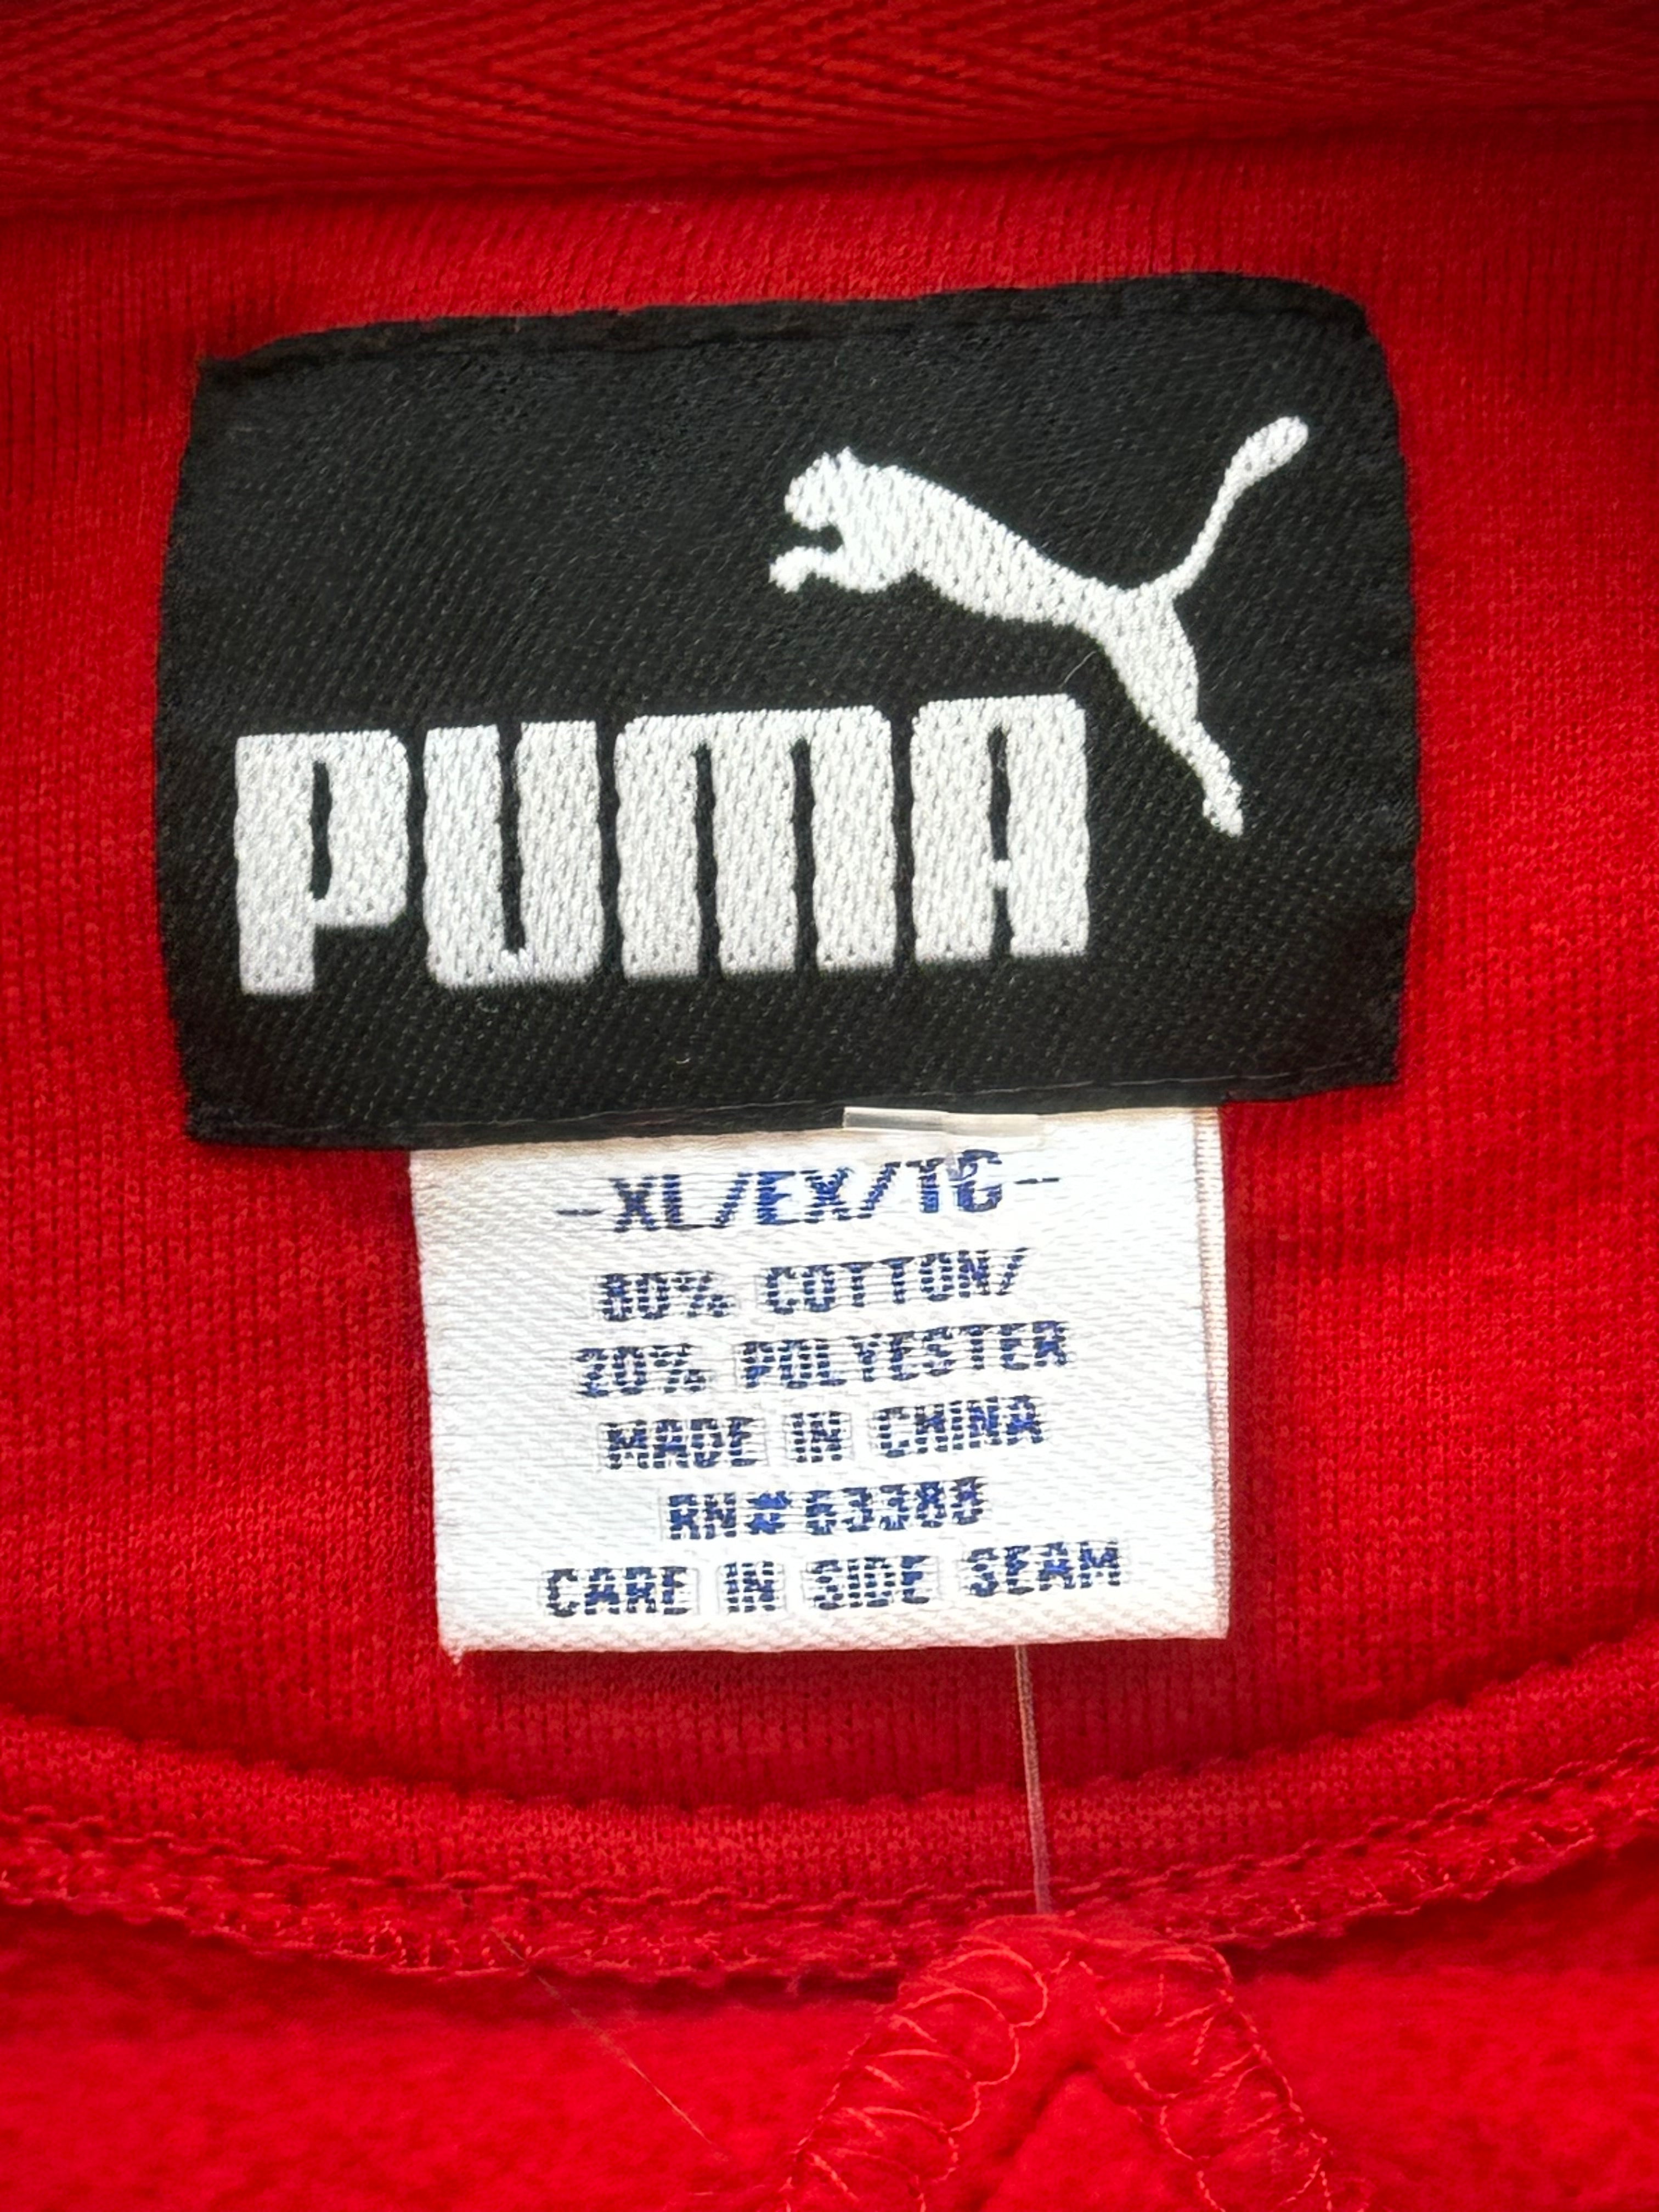 PUMA
-XL/EX/TG-
80% COTTON/
20% POLYESTER
MADE IN CHINA
RN#63388
CARE IN SIDE SEAM